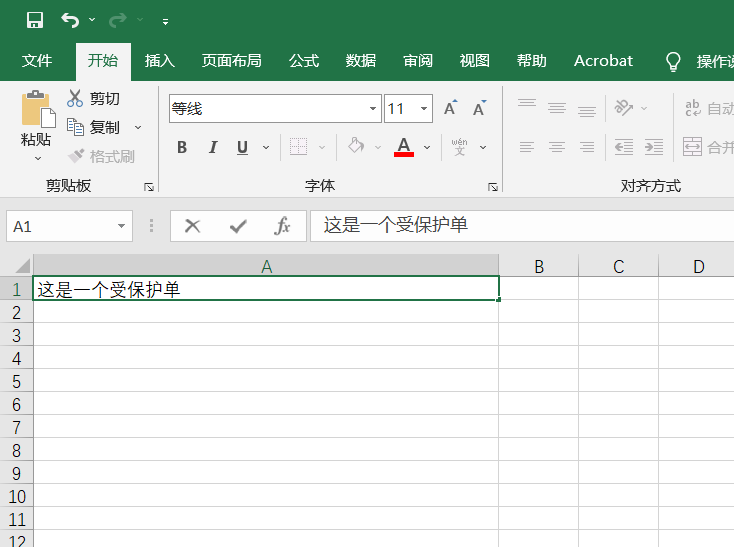 文件 开始 插入 页面布局 公式 数据 审阅 视图 帮助 Acrobat 操作说
剪切
等线 11 A A ab 自动
粘贴 复制 c
B I U A wén 合并
格式刷 文
剪贴板 字体 对齐方式
A1 fx 这是一个受保护单
A B C D
1 这是一个受保护单
2
3
4
5
6
7
8
9
10
11
12